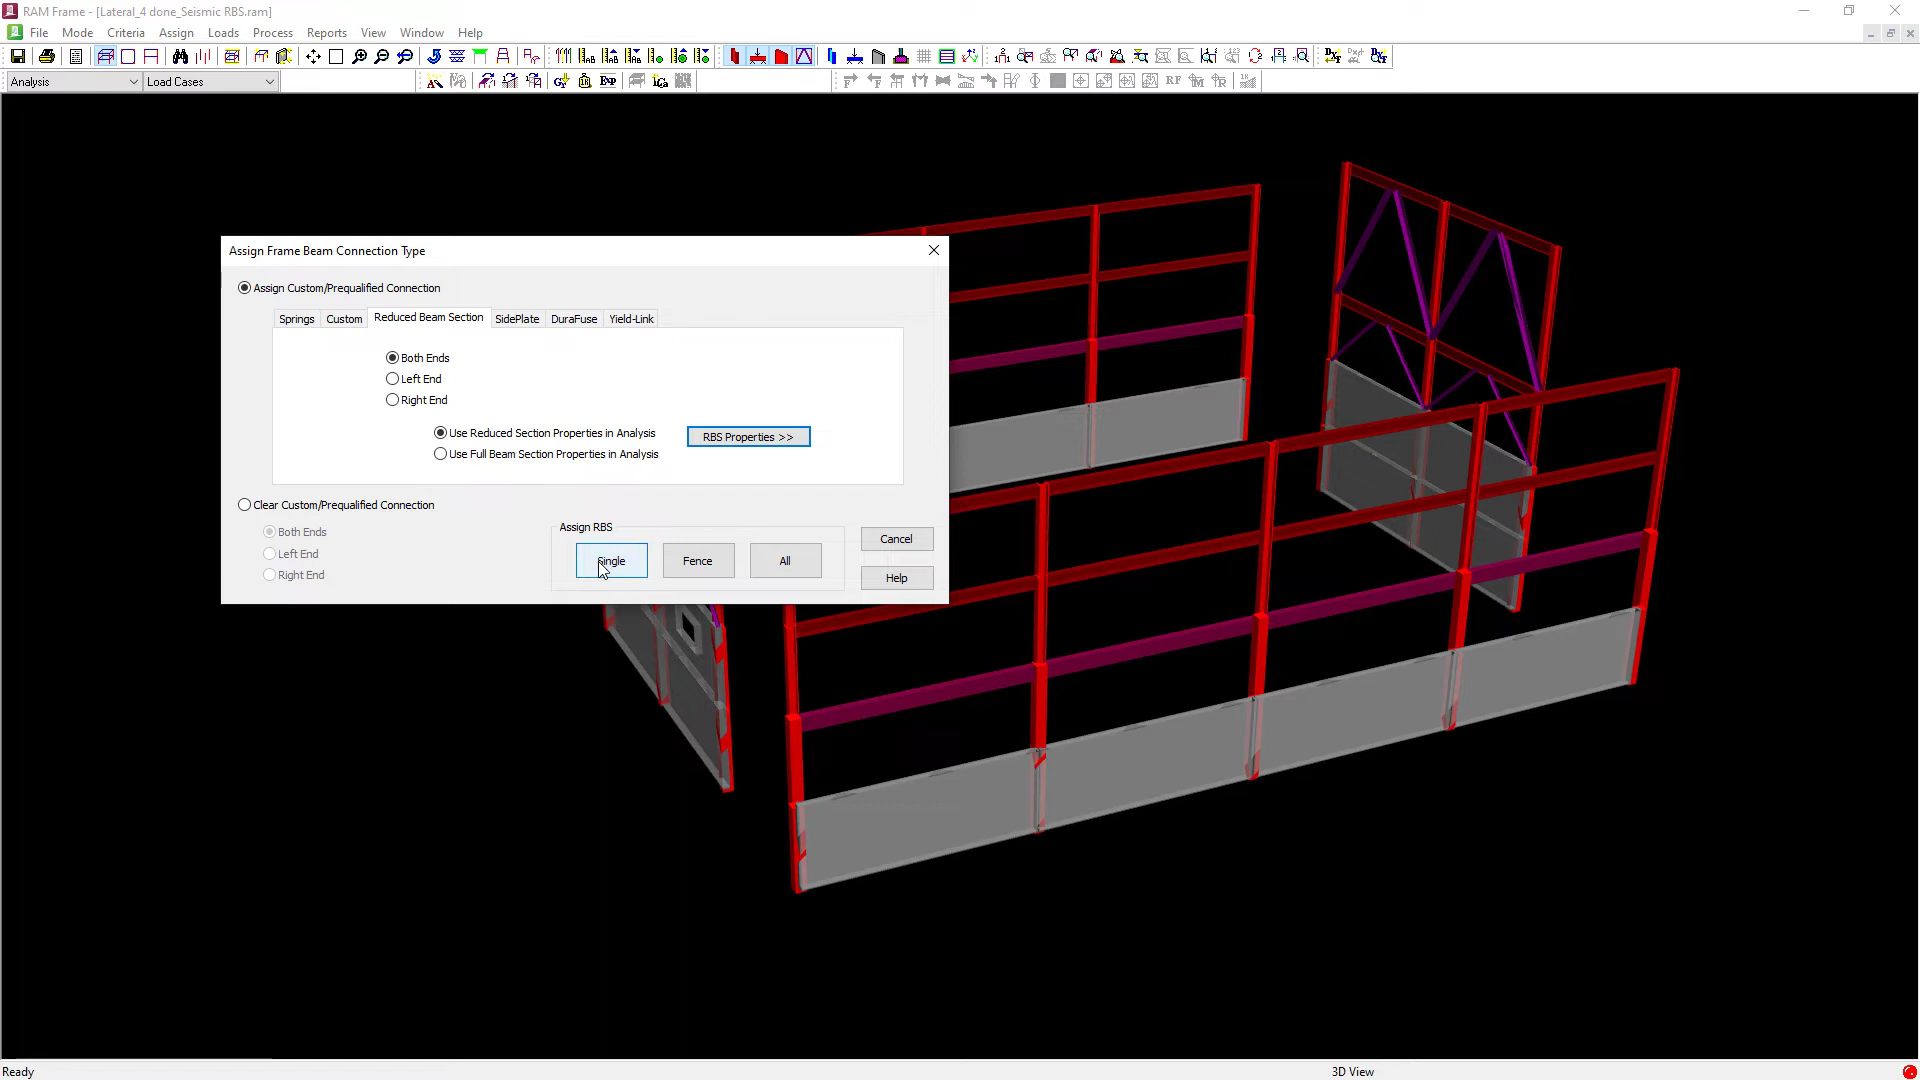 RAM Frame - [Lateral_4 done_Seismic RBS.ram]
File Mode Criteria Assign Loads Process Reports View Window Help
Analysis Load Cases
Assign Frame Beam Connection Type
Assign Custom/Prequalified Connection
Springs Custom Reduced Beam Section SidePlate DuraFuse Yield-Link
Both Ends
Left End
Right End
Use Reduced Section Properties in Analysis
RBS Properties >>
Use Full Beam Section Properties in Analysis
Clear Custom/Prequalified Connection
Both Ends
Left End
Right End
Assign RBS
Single Fence All
Cancel
Help
Ready 3D View